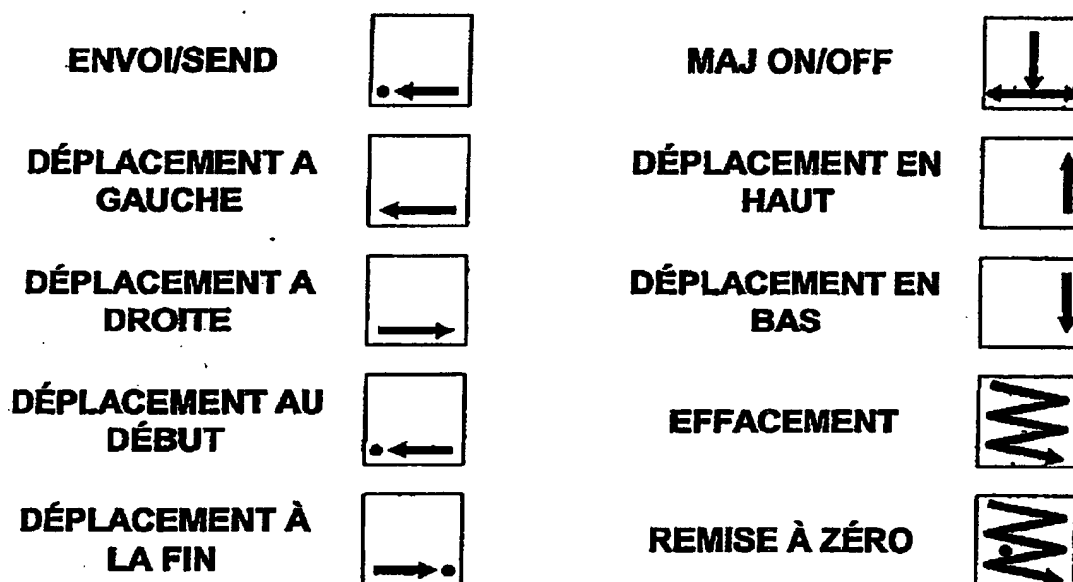 ENVOI/SEND
DÉPLACEMENT A
GAUCHE
DÉPLACEMENT A
DROITE
DÉPLACEMENT AU
DÉBUT
DÉPLACEMENT À
LA FIN
MAJ ON/OFF
DÉPLACEMENT EN
HAUT
DÉPLACEMENT EN
BAS
EFFACEMENT
REMISE À ZÉRO